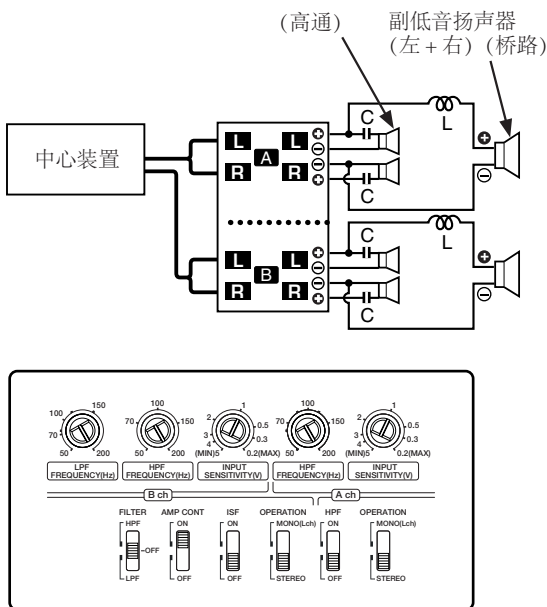 (高通)
副低音扬声器
(左+右)(桥路)
中心装置
C
L
L L
A
R R
C
C
L
L L
B
R R
C
100 150 70 50 200
LPF
FREQUENCY(Hz)
100 70 150 50 200
HPF
FREQUENCY(Hz)
1 2 0.5 3 0.3 4 (MIN)5 0.2(MAX)
INPUT
SENSITIVITY(V)
100 70 150 50 200
HPF
FREQUENCY(Hz)
1 2 0.5 3 0.3 4 (MIN)5 0.2(MAX)
INPUT
SENSITIVITY(V)
B ch A ch
FILTER AMP CONT ISF OPERATION HPF OPERATION
HPF ON ON MONO(Lch) ON MONO(Lch)
OFF
LPF OFF OFF STEREO OFF STEREO